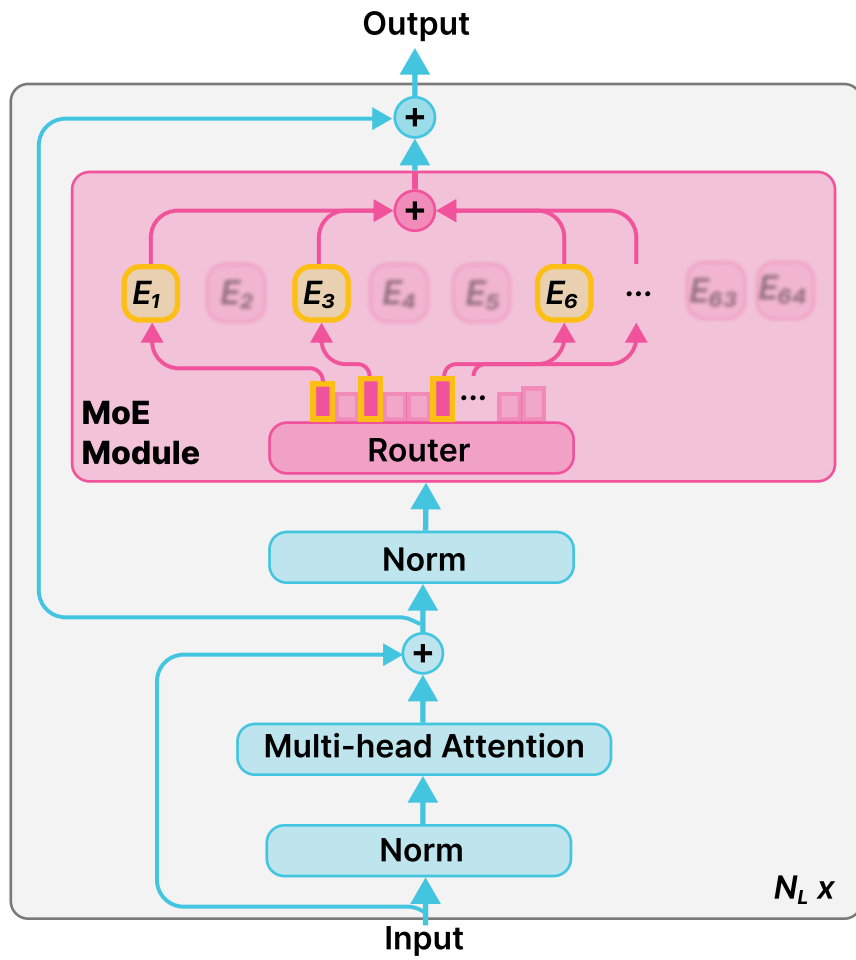 Output
+
+
E1 E2 E3 E4 E5 E6 ... E63 E64
...
MoE
Module
Router
Norm
+
Multi-head Attention
Norm
NL x
Input